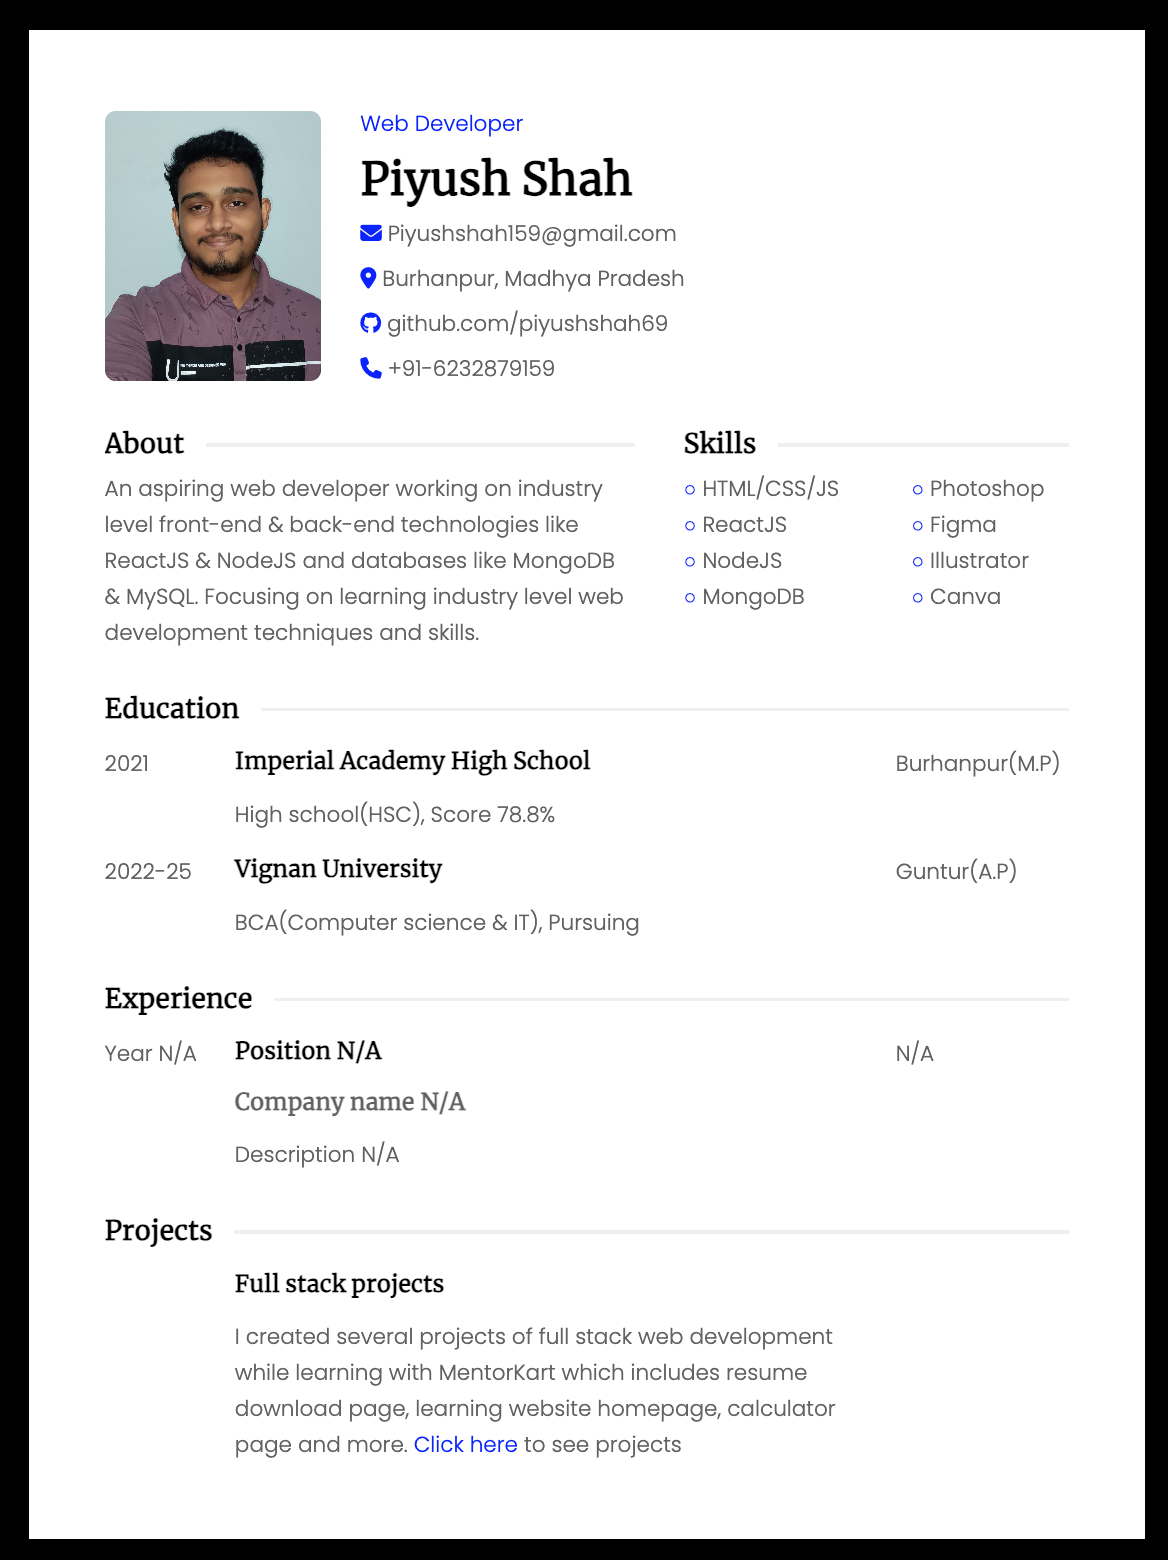 Web Developer
Piyush Shah
Piyushshah159@gmail.com
Burhanpur, Madhya Pradesh
github.com/piyushshah69
+91-6232879159
About
An aspiring web developer working on industry
level front-end & back-end technologies like
ReactJS & NodeJS and databases like MongoDB
& MySQL. Focusing on learning industry level web
development techniques and skills.
Skills
HTML/CSS/JS
ReactJS
NodeJS
MongoDB
Photoshop
Figma
Illustrator
Canva
Education
2021 Imperial Academy High School Burhanpur(M.P)
High school(HSC), Score 78.8%
2022-25 Vignan University Guntur(A.P)
BCA(Computer science & IT), Pursuing
Experience
Year N/A Position N/A N/A
Company name N/A
Description N/A
Projects
Full stack projects
I created several projects of full stack web development
while learning with MentorKart which includes resume
download page, learning website homepage, calculator
page and more. Click here to see projects